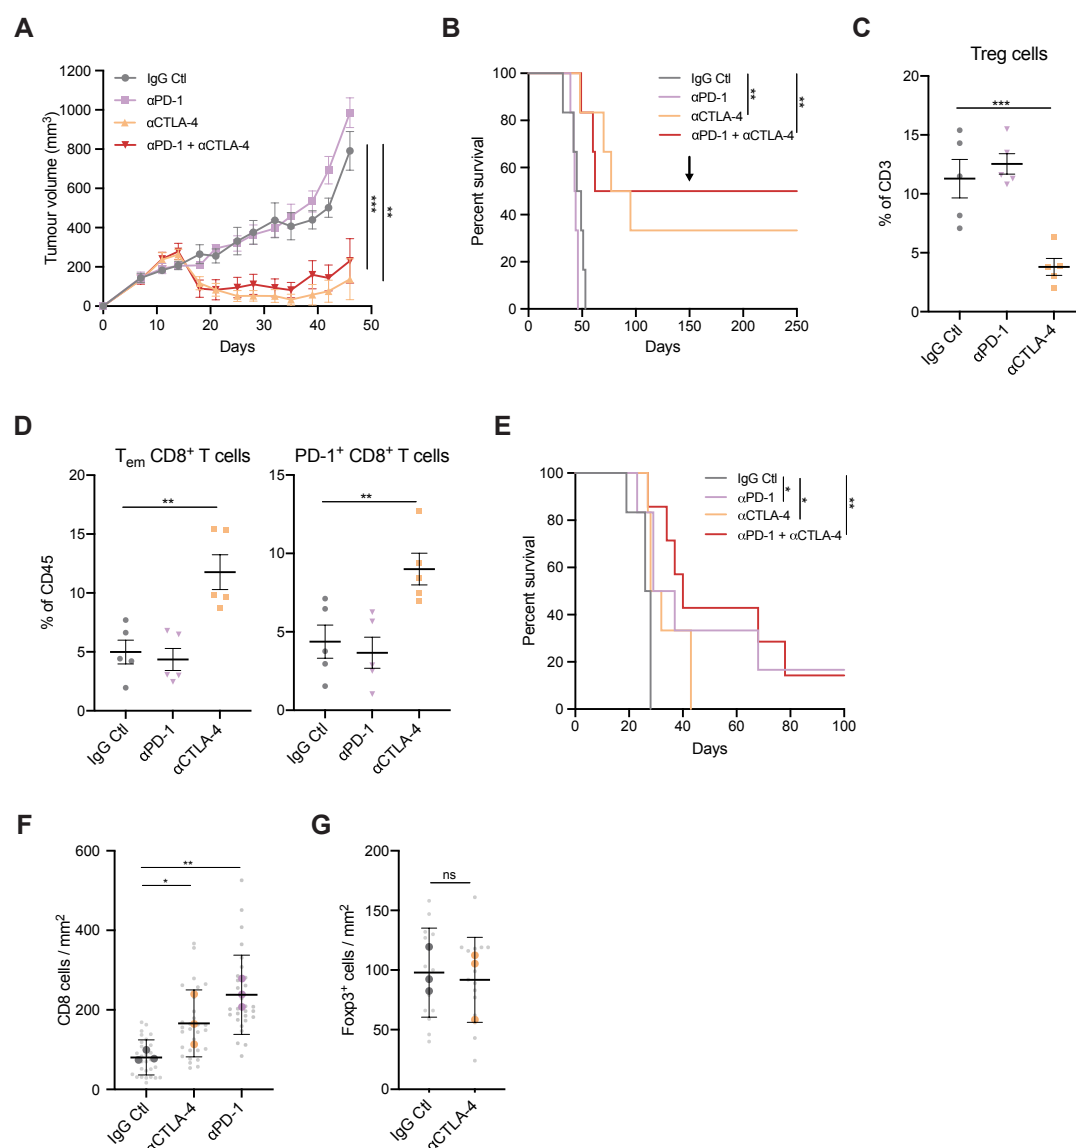 A
Tumour volume (mm³)
1200
1000
800
600
400
200
0
0 10 20 30 40 50
Days
IgG Ctl
αPD-1
αCTLA-4
αPD-1 + αCTLA-4
***
**
B
Percent survival
100
80
60
40
20
0
0 50 100 150 200 250
Days
IgG Ctl
αPD-1
αCTLA-4
αPD-1 + αCTLA-4
**
**
C
Treg cells
% of CD3
20
15
10
5
0
***
IgG Ctl αPD-1 αCTLA-4
D
Tem CD8⁺ T cells
% of CD45
20
15
10
5
0
**
IgG Ctl αPD-1 αCTLA-4
PD-1⁺ CD8⁺ T cells
15
10
5
0
**
IgG Ctl αPD-1 αCTLA-4
E
Percent survival
100
80
60
40
20
0
0 20 40 60 80 100
Days
IgG Ctl
αPD-1
αCTLA-4
αPD-1 + αCTLA-4
*
*
**
F
CD8 cells / mm²
600
400
200
0
**
*
IgG Ctl αCTLA-4 αPD-1
G
Foxp3⁺ cells / mm²
200
150
100
50
0
ns
IgG Ctl αCTLA-4